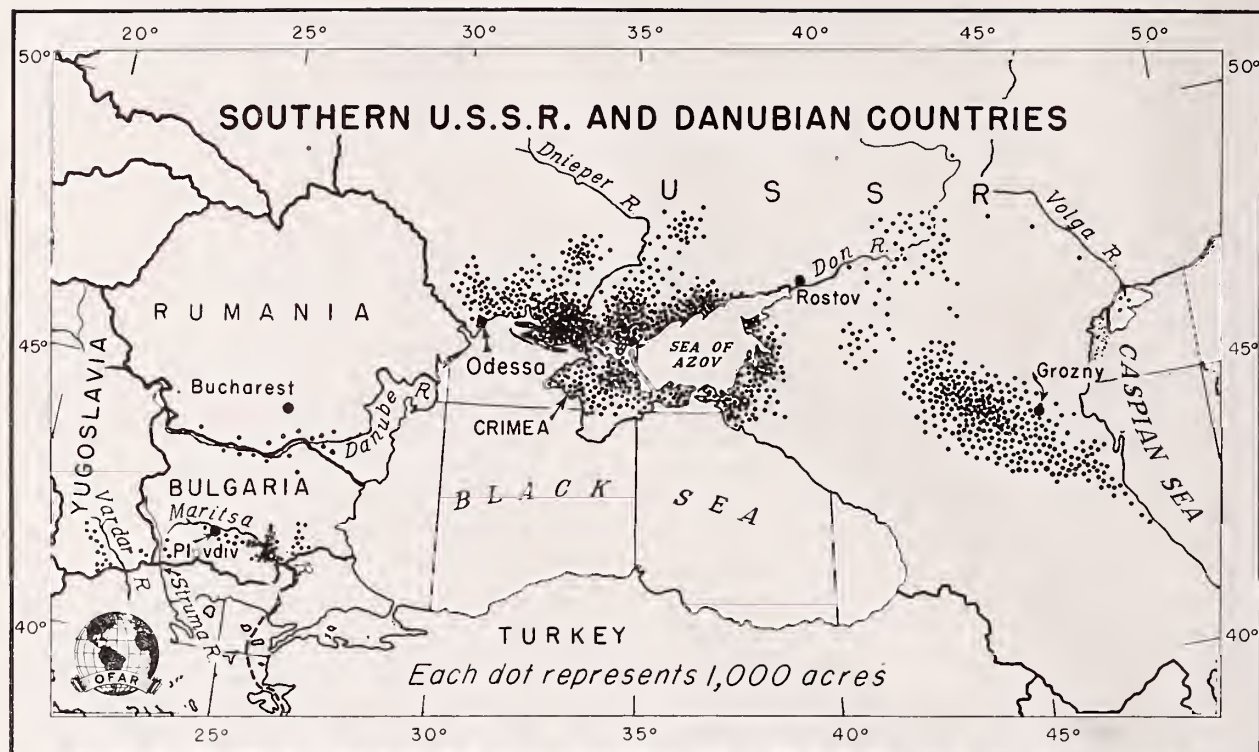 20° 25° 30° 35° 40° 45° 50°
50° 50°
SOUTHERN U.S.S.R. AND DANUBIAN COUNTRIES
Dnieper R.
U S S R
Volga R.
Don R.
Rostov
RUMANIA
45° 45°
SEA OF
AZOV
Odessa
Grozny
Bucharest
Danube R
CRIMEA
CASPIAN SEA
YUGOSLAVIA
BULGARIA
BLACK SEA
Maritsa
R
Pl vdiv
Vardar R
Struma R.
40° 40°
TURKEY
OFAR
Each dot represents 1,000 acres
25° 30° 35° 40° 45°